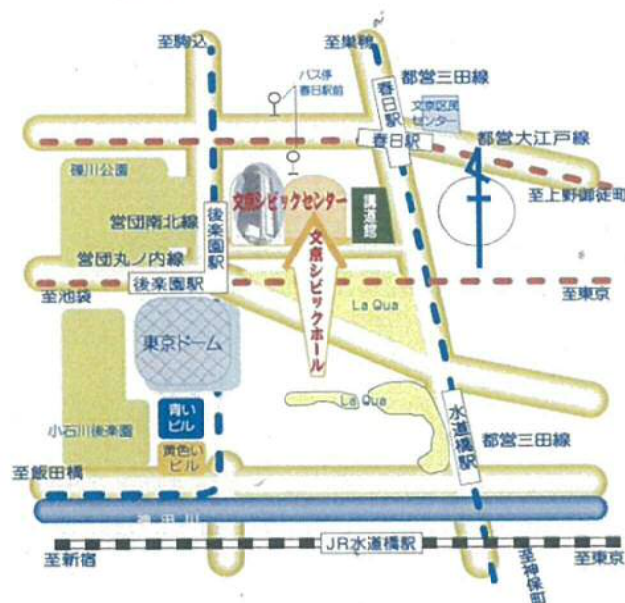 至駒込
至巣鴨
バス停
春日駅前
都営三田線
春日駅
文京区民
センター
春日駅
都営大江戸線
礫川公園
至上野御徒町
文京シビックセンター
講道館
営団南北線
後楽園駅
文京シビックホール
営団丸ノ内線
後楽園駅
至池袋
至東京
La Qua
東京ドーム
La Qua
青い
ビル
小石川後楽園
黄色い
ビル
水道橋駅
都営三田線
至飯田橋
神田川
JR水道橋駅
至新宿
至神保町
至東京